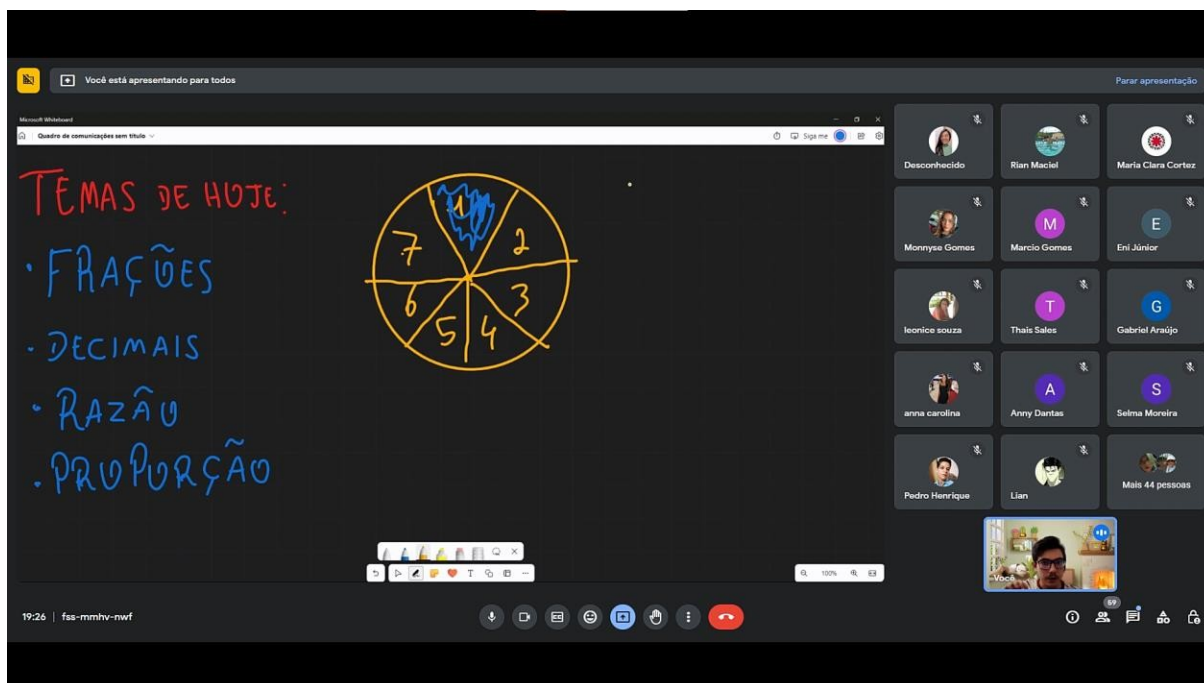 Você está apresentando para todos
Parar apresentação
Microsoft Whiteboard
Quadro de comunicações sem título
Siga me
TEMAS DE HOJE:
• FRAÇÕES
• DECIMAIS
• RAZÃO
• PROPORÇÃO
1
2
3
4
5
6
7
Desconhecido
Rian Maciel
Maria Clara Cortez
Monnyse Gomes
M
Marcio Gomes
E
Eni Júnior
leonice souza
T
Thais Sales
G
Gabriel Araújo
anna carolina
A
Anny Dantas
S
Selma Moreira
Pedro Henrique
Lian
Mais 44 pessoas
Você
T
100%
19:26 | fss-mmhv-nwf
59